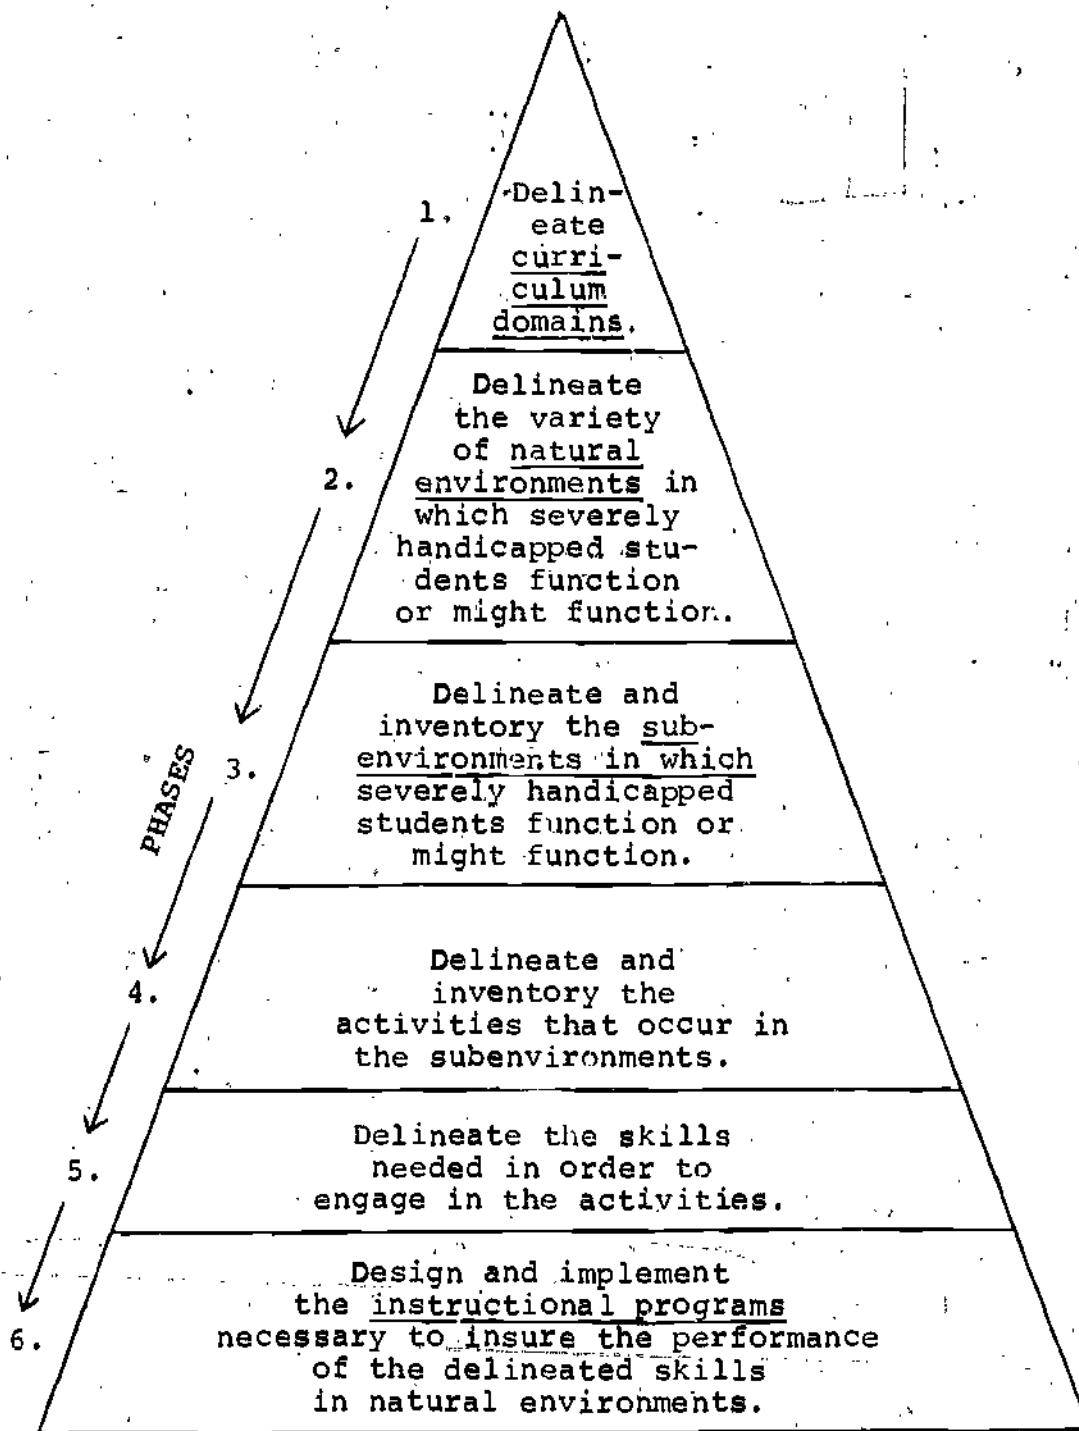 1.
Delin-
eate
curri-
culum
domains.
2.
Delineate
the variety
of natural
environments in
which severely
handicapped stu-
dents function
or might function.
PHASES
3.
Delineate and
inventory the sub-
environments in which
severely handicapped
students function or
might function.
4.
Delineate and
inventory the
activities that occur in
the subenvironments.
5.
Delineate the skills
needed in order to
engage in the activities.
6.
Design and implement
the instructional programs
necessary to insure the performance
of the delineated skills
in natural environments.